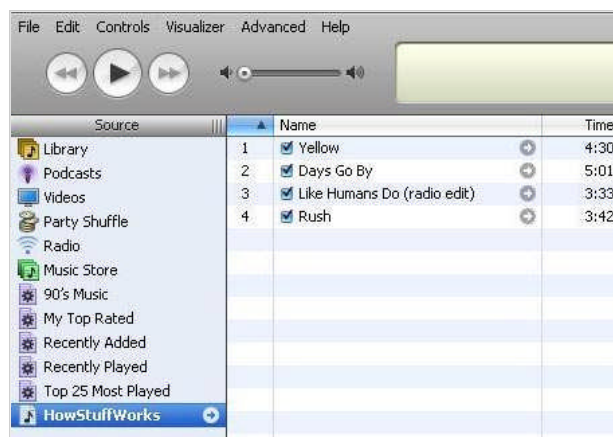 File Edit Controls Visualizer Advanced Help
Source Name Time
Library
Podcasts
Videos
Party Shuffle
Radio
Music Store
90's Music
My Top Rated
Recently Added
Recently Played
Top 25 Most Played
HowStuffWorks
1 Yellow 4:30
2 Days Go By 5:01
3 Like Humans Do (radio edit) 3:33
4 Rush 3:42